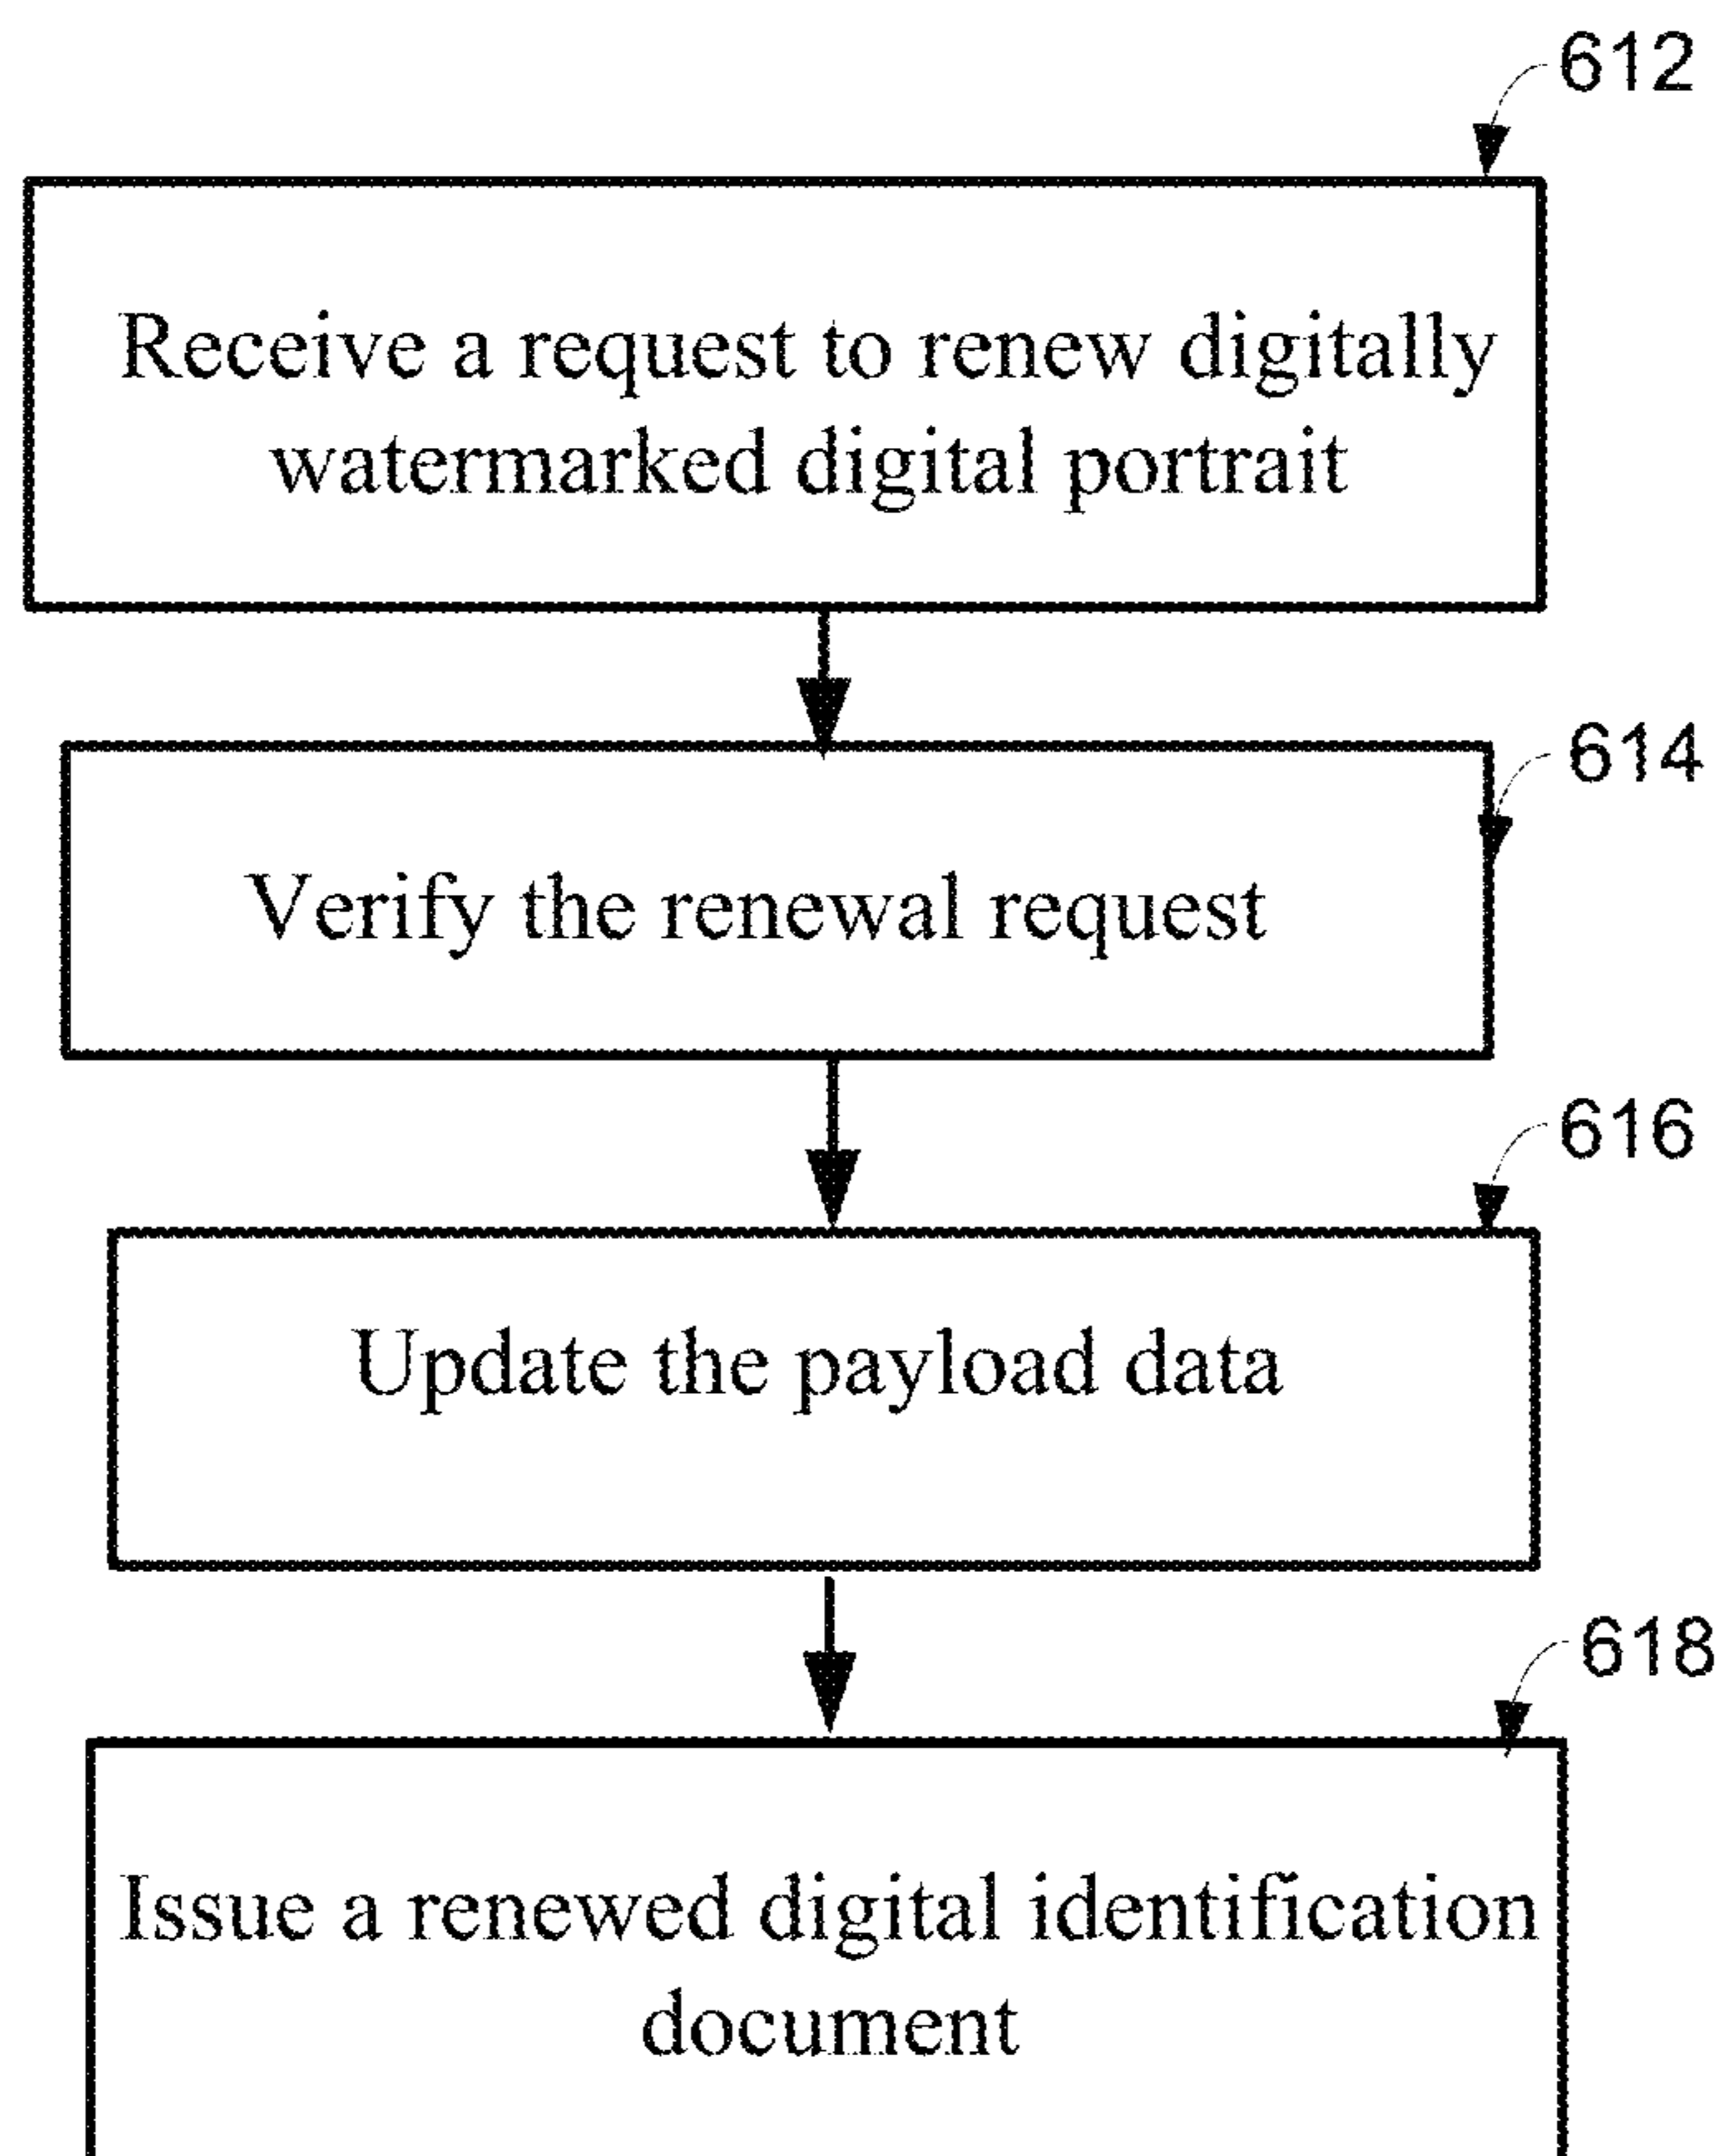 612
Receive a request to renew digitally
watermarked digital portrait
614
Verify the renewal request
616
Update the payload data
618
Issue a renewed digital identification
document